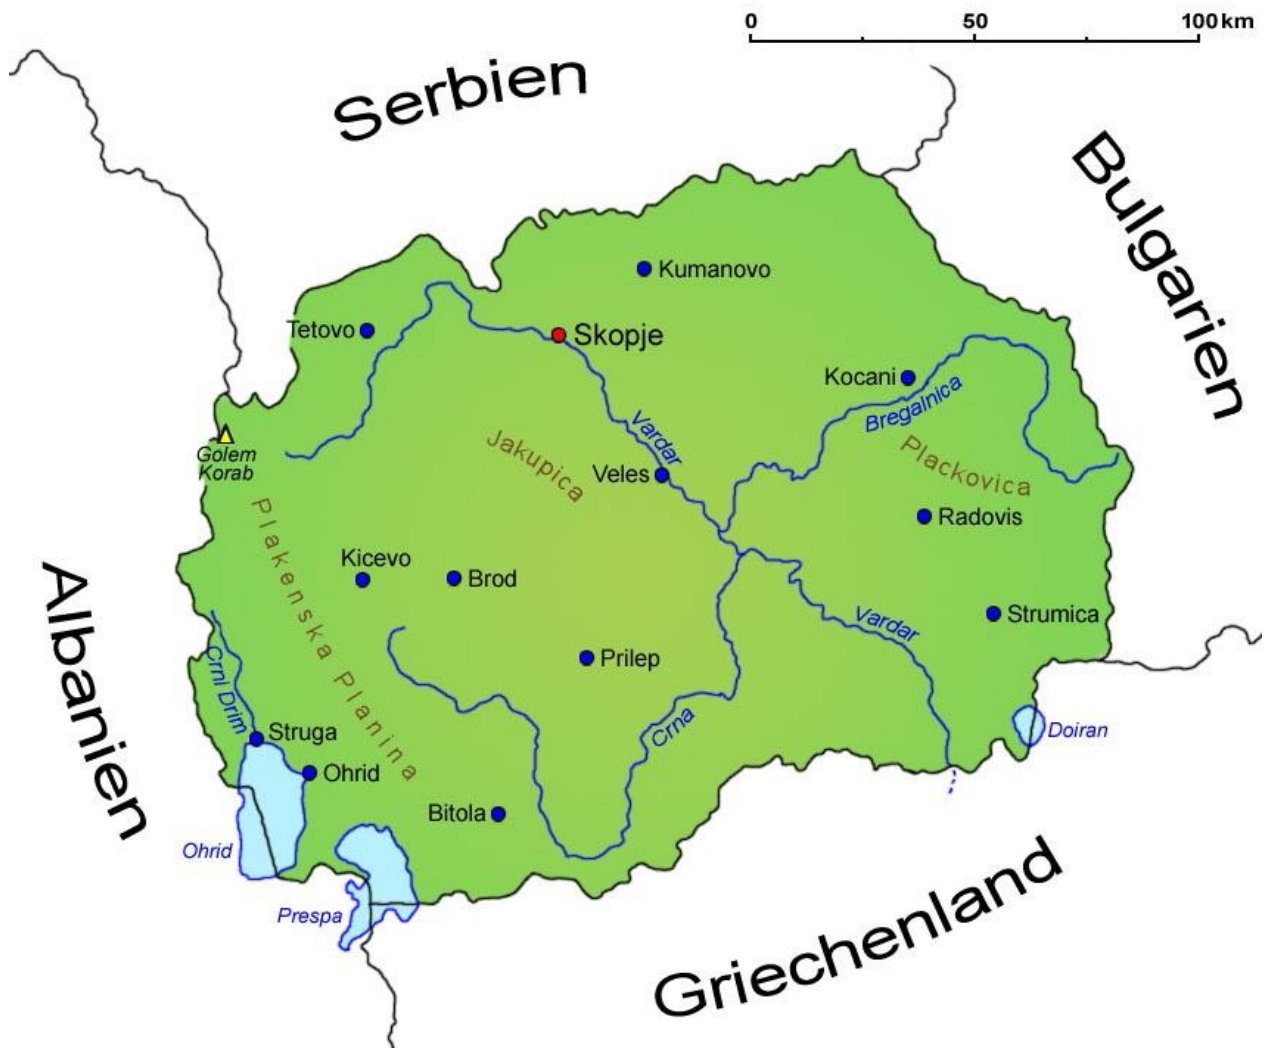 0 50 100 km
Serbien
Bulgarien
Kumanovo
Tetovo
Skopje
Kocani
Bregalnica
Vardar
Golem
Korab
Jakupica
Plackovica
Veles
Radovis
Plakenska Planina
Kicevo
Brod
Albanien
Strumica
Vardar
Crni Drim
Prilep
Crna
Struga
Doiran
Ohrid
Bitola
Ohrid
Prespa
Griechenland